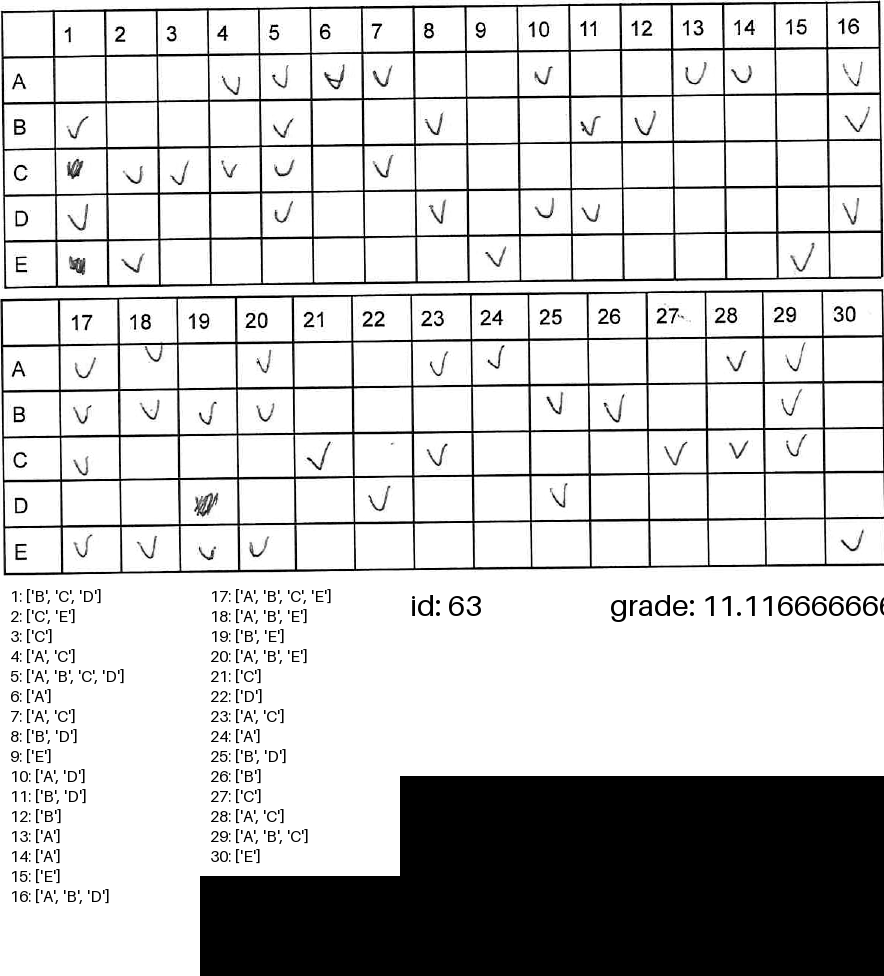 1 2 3 4 5 6 7 8 9 10 11 12 13 14 15 16
A
B
C
D
E
17 18 19 20 21 22 23 24 25 26 27 28 29 30
A
B
C
D
E
1: ['B', 'C', 'D']
2: ['C', 'E']
3: ['C']
4: ['A', 'C']
5: ['A', 'B', 'C', 'D']
6: ['A']
7: ['A', 'C']
8: ['B', 'D']
9: ['E']
10: ['A', 'D']
11: ['B', 'D']
12: ['B']
13: ['A']
14: ['A']
15: ['E']
16: ['A', 'B', 'D']
17: ['A', 'B', 'C', 'E']
18: ['A', 'B', 'E']
19: ['B', 'E']
20: ['A', 'B', 'E']
21: ['C']
22: ['D']
23: ['A', 'C']
24: ['A']
25: ['B', 'D']
26: ['B']
27: ['C']
28: ['A', 'C']
29: ['A', 'B', 'C']
30: ['E']
id: 63
grade: 11.116666666